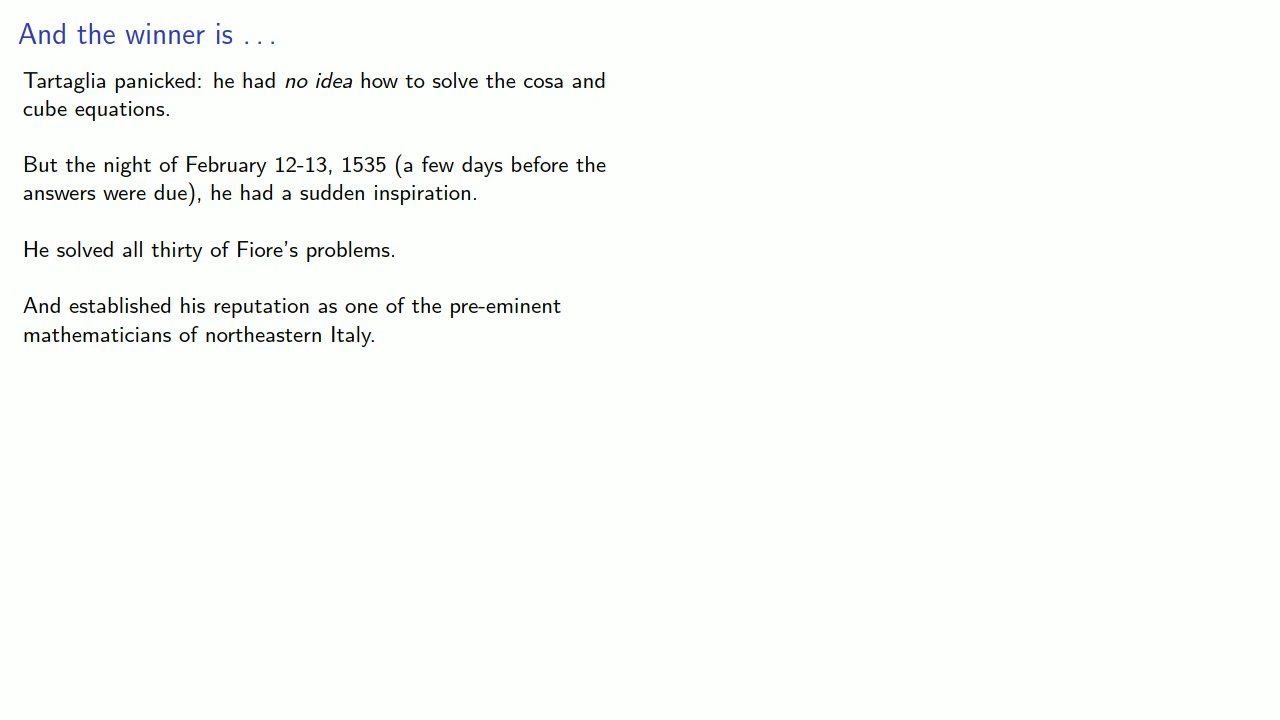 And the winner is ...
Tartaglia panicked: he had no idea how to solve the cosa and
cube equations.
But the night of February 12-13, 1535 (a few days before the
answers were due), he had a sudden inspiration.
He solved all thirty of Fiore's problems.
And established his reputation as one of the pre-eminent
mathematicians of northeastern Italy.